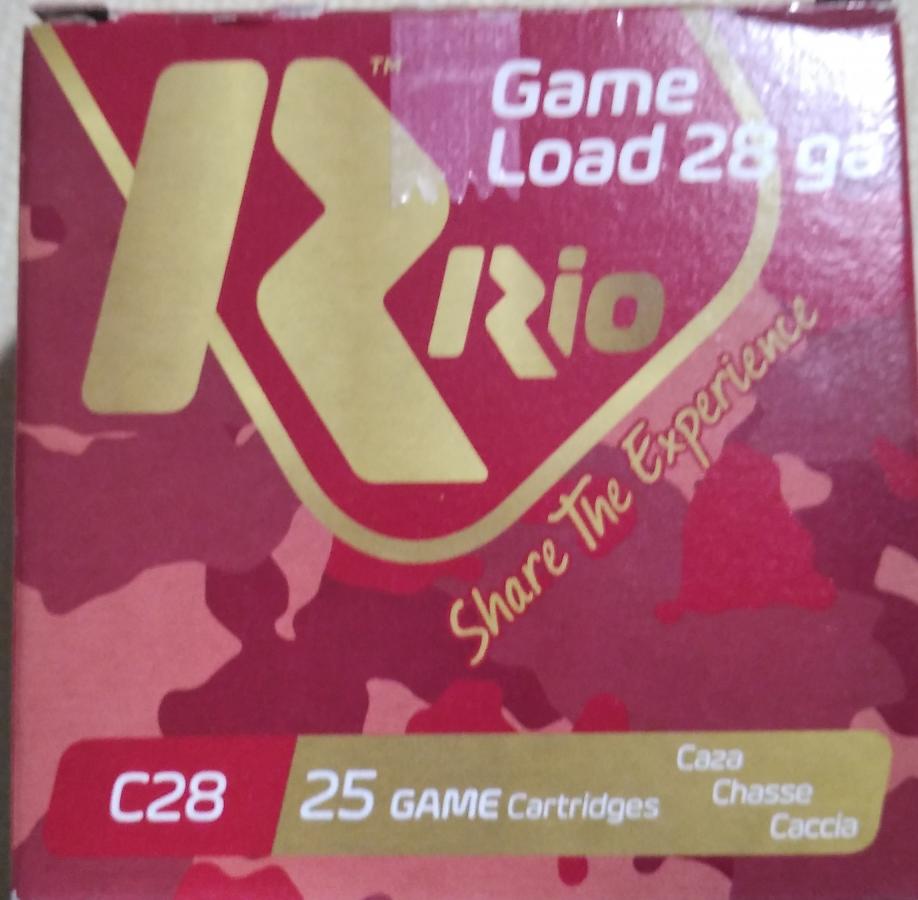 Game
Load 28 ga
TM
Rio
Share The Experience
C28
25 GAME Cartridges
Caza
Chasse
Caccia